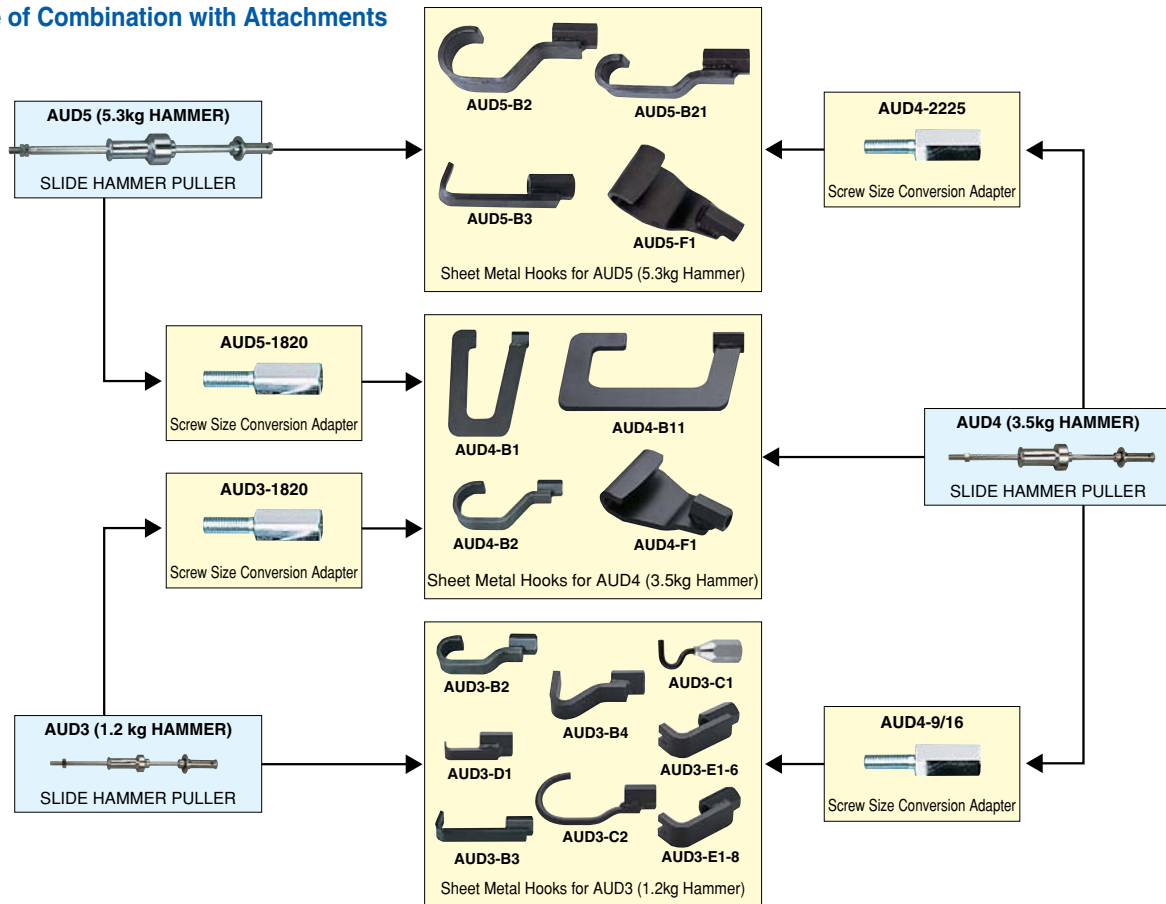 of Combination with Attachments
AUD5 (5.3kg HAMMER)
SLIDE HAMMER PULLER
AUD5-B2
AUD5-B21
AUD5-B3
AUD5-F1
Sheet Metal Hooks for AUD5 (5.3kg Hammer)
AUD4-2225
Screw Size Conversion Adapter
AUD5-1820
Screw Size Conversion Adapter
AUD4-B1
AUD4-B11
AUD4-B2
AUD4-F1
Sheet Metal Hooks for AUD4 (3.5kg Hammer)
AUD4 (3.5kg HAMMER)
SLIDE HAMMER PULLER
AUD3-1820
Screw Size Conversion Adapter
AUD3 (1.2 kg HAMMER)
SLIDE HAMMER PULLER
AUD3-B2
AUD3-C1
AUD3-B4
AUD3-D1
AUD3-E1-6
AUD3-C2
AUD3-B3
AUD3-E1-8
Sheet Metal Hooks for AUD3 (1.2kg Hammer)
AUD4-9/16
Screw Size Conversion Adapter